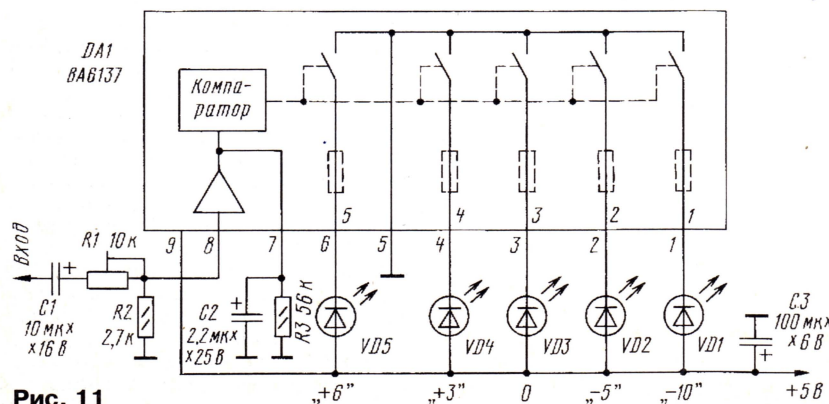 DA1
BA6137
Компа-
ратор
5 4 3 2 1
9 8 7 6 5 4 3 2 1
Вход
R1 10 к
C1
10 мк×
×16 В
R2
2,7 к
C2
2,2 мк×
×25 В
R3 56 к
VD5
VD4
VD3
VD2
VD1
C3
100 мк×
×6 В
„+6”
„+3”
0
„-5”
„-10”
+5 В
Рис. 11